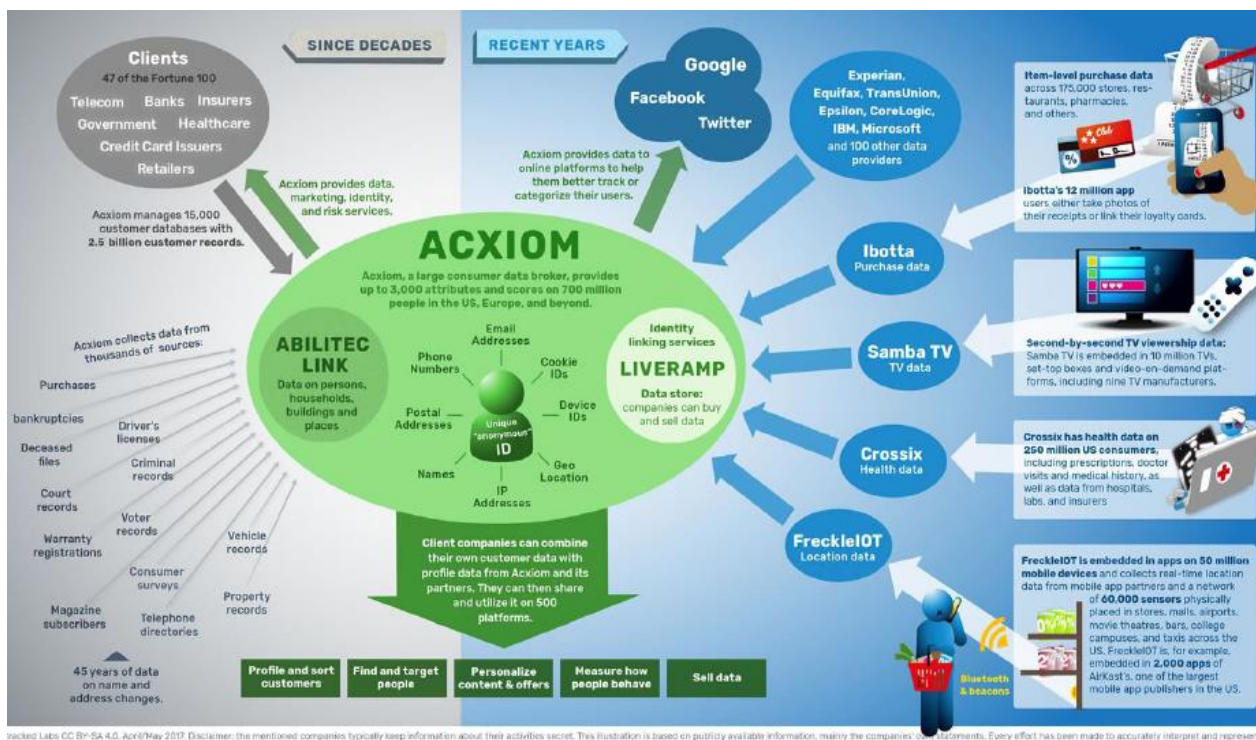 SINCE DECADES
RECENT YEARS
Clients
47 of the Fortune 100
Telecom Banks Insurers
Government Healthcare
Credit Card Issuers
Retailers
Acxiom provides data,
marketing, identity,
and risk services.
Acxiom manages 15,000
customer databases with
2.5 billion customer records.
Google
Facebook
Twitter
Acxiom provides data to
online platforms to help
them better track or
categorize their users.
Experian,
Equifax, TransUnion,
Epsilon, CoreLogic,
IBM, Microsoft
and 100 other data
providers
ACXIOM
Acxiom, a large consumer data broker, provides
up to 3,000 attributes and scores on 700 million
people in the US, Europe, and beyond.
ABILITEC
LINK
Data on persons,
households,
buildings and
places
Email
Addresses
Phone
Numbers
Cookie
IDs
Postal
Addresses
Device
IDs
Unique
"anonymous"
ID
Names
Geo
Location
IP
Addresses
Identity
linking services
LIVERAMP
Data store:
companies can buy
and sell data
Acxiom collects data from
thousands of sources:
Purchases
bankruptcies
Driver's
licenses
Deceased
files
Criminal
records
Court
records
Voter
records
Warranty
registrations
Vehicle
records
Consumer
surveys
Property
records
Magazine
subscribers
Telephone
directories
45 years of data
on name and
address changes.
Client companies can combine
their own customer data with
profile data from Acxiom and its
partners. They can then share
and utilize it on 500
platforms.
Profile and sort
customers
Find and target
people
Personalize
content & offers
Measure how
people behave
Sell data
Ibotta
Purchase data
Samba TV
TV data
Crossix
Health data
FreckleIOT
Location data
Item-level purchase data
across 175,000 stores, res-
taurants, pharmacies,
and others.
Club
%
Ibotta's 12 million app
users either take photos of
their receipts or link their loyalty cards.
Second-by-second TV viewership data:
Samba TV is embedded in 10 million TVs,
set-top boxes and video-on-demand plat-
forms, including nine TV manufacturers.
Crossix has health data on
250 million US consumers,
including prescriptions, doctor
visits and medical history, as
well as data from hospitals,
labs, and insurers
FreckleIOT is embedded in apps on 50 million
mobile devices and collects real-time location
data from mobile app partners and a network
of 60,000 sensors physically
placed in stores, malls, airports,
movie theatres, bars, college
campuses, and taxis across the
US. FreckleIOT is, for example,
embedded in 2,000 apps of
AirKast's, one of the largest
mobile app publishers in the US.
Bluetooth
& beacons
Labs CC BY-SA 4.0, April/May 2017. Disclaimer: the mentioned companies typically keep information about their activities secret. This illustration is based on publicly available information, mainly the companies' own statements. Every effort has been made to accurately interpret and